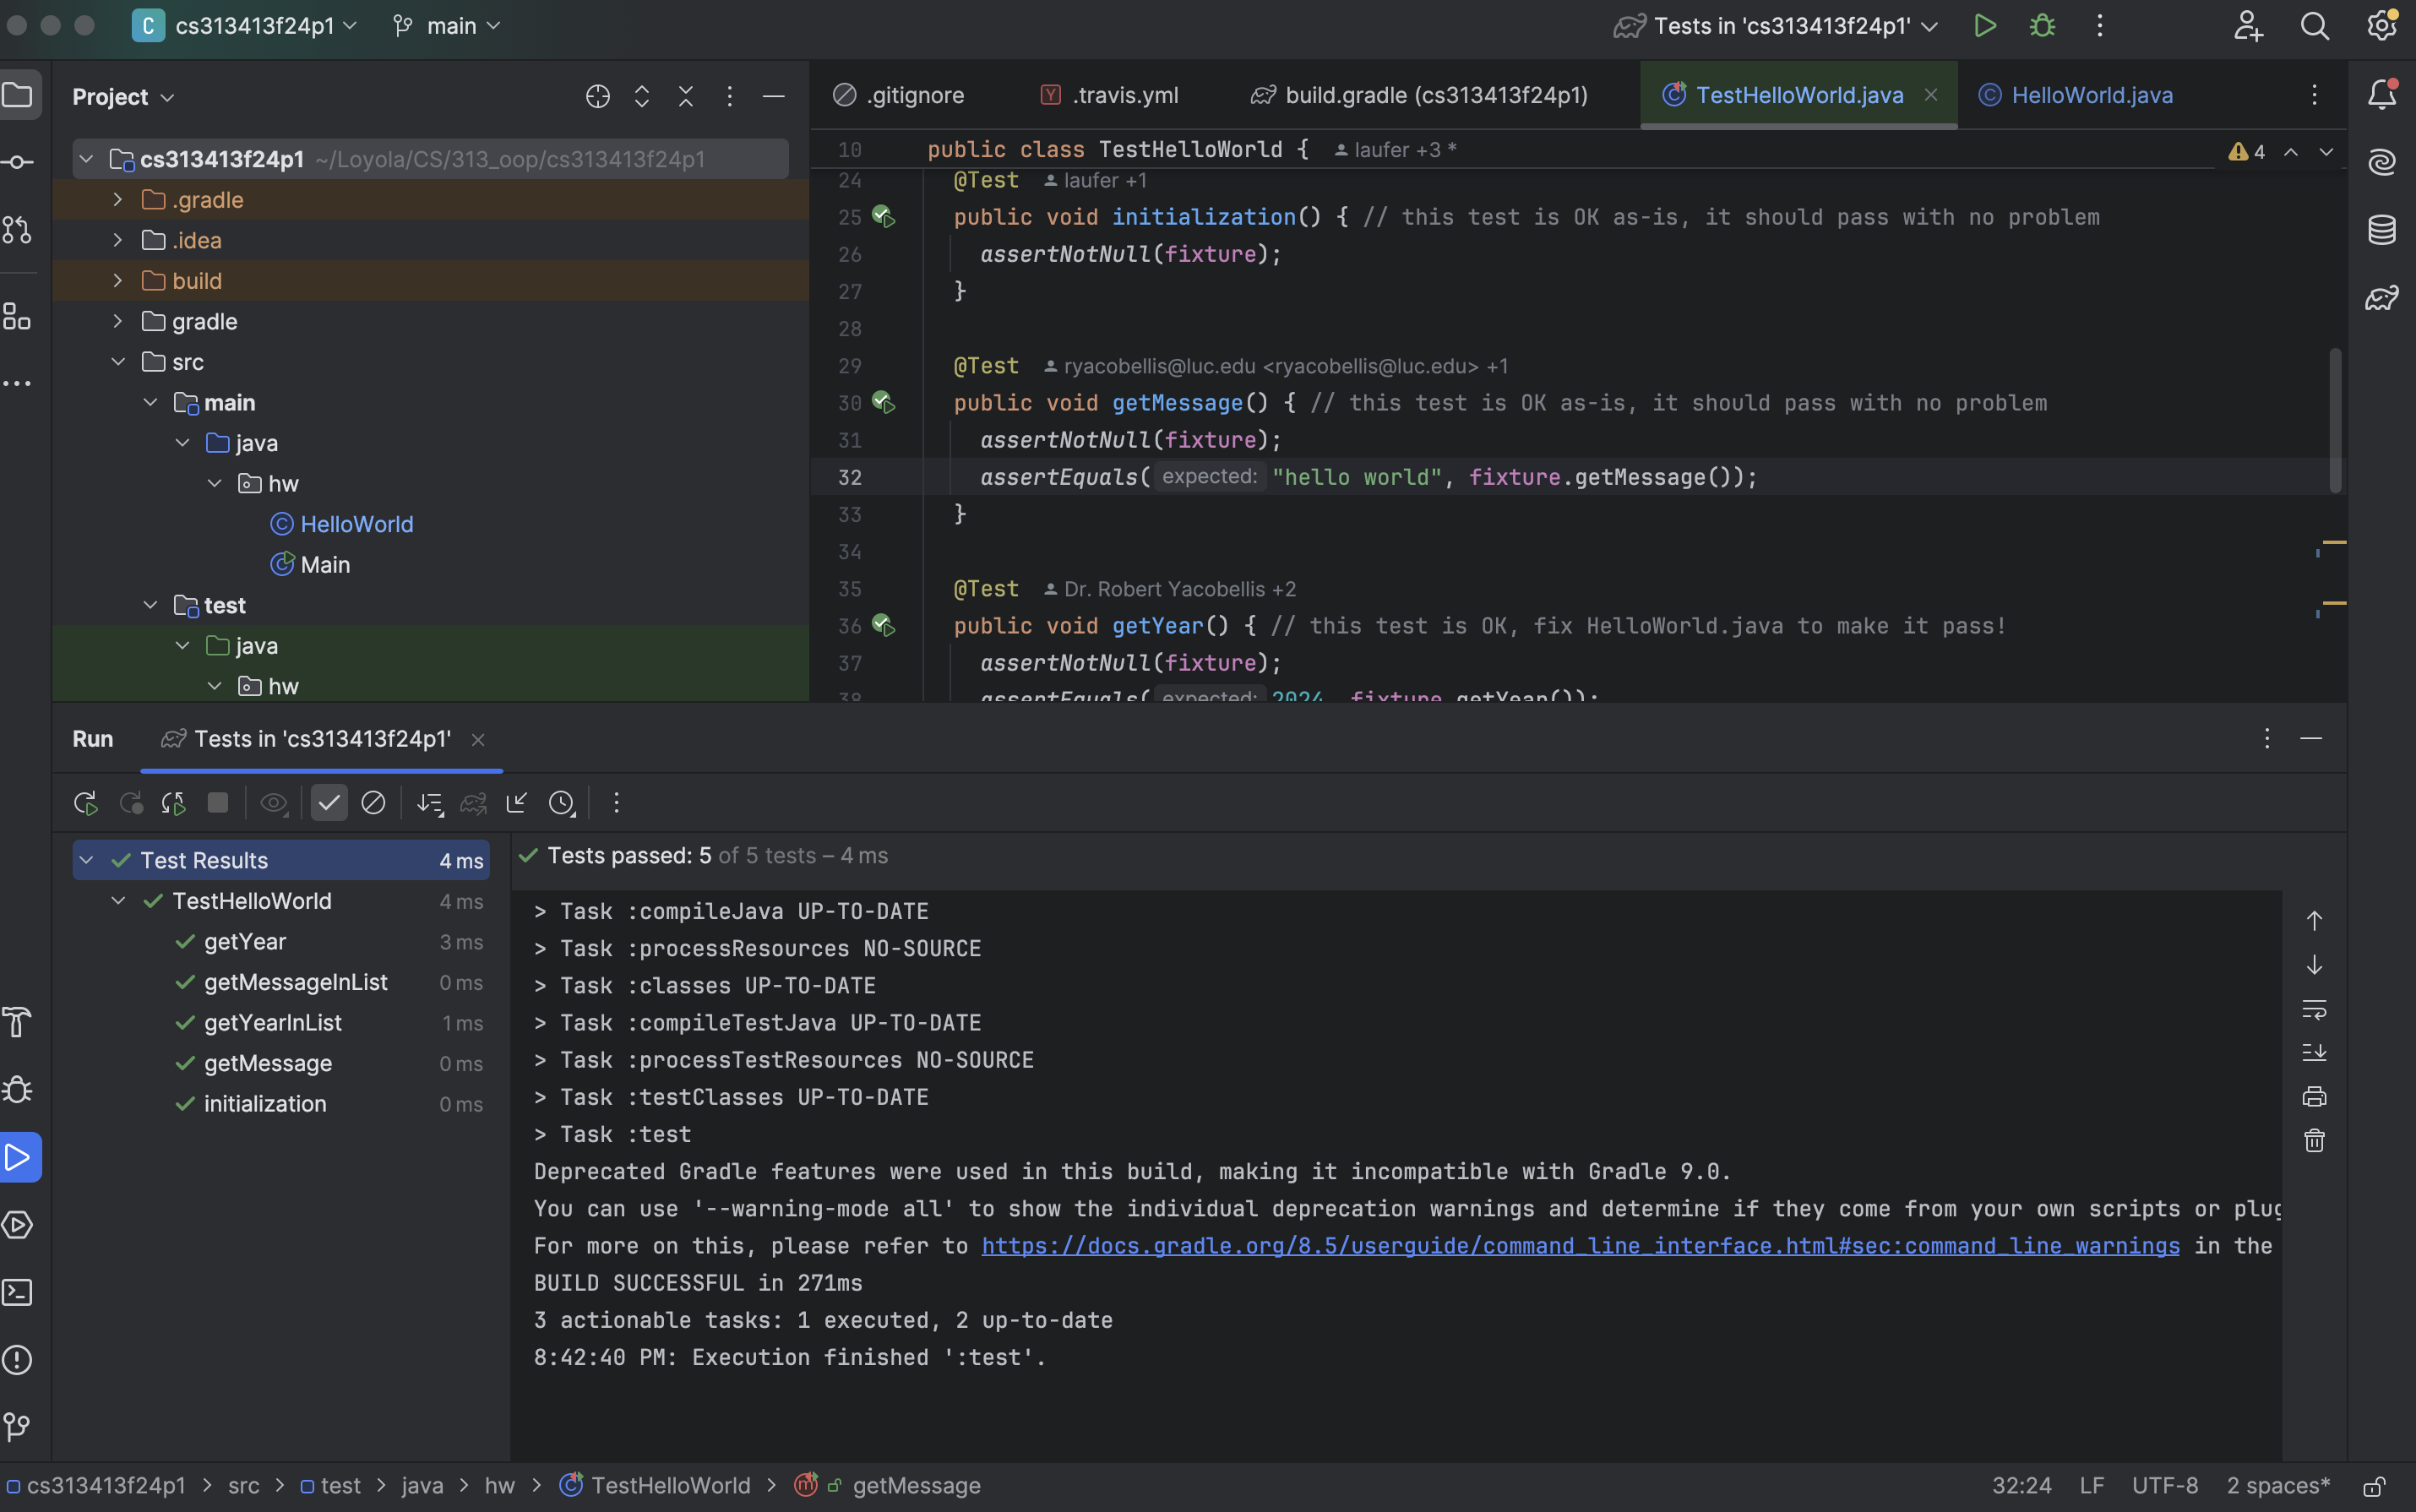 C cs313413f24p1 main Tests in 'cs313413f24p1'
Project
cs313413f24p1 ~/Loyola/CS/313_oop/cs313413f24p1
.gradle
.idea
build
gradle
src
main
java
hw
HelloWorld
Main
test
java
hw
.gitignore .travis.yml build.gradle (cs313413f24p1) TestHelloWorld.java HelloWorld.java
10 public class TestHelloWorld { laufer +3 *
4
24 @Test laufer +1
25 public void initialization() { // this test is OK as-is, it should pass with no problem
26 assertNotNull(fixture);
27 }
28
29 @Test ryacobellis@luc.edu <ryacobellis@luc.edu> +1
30 public void getMessage() { // this test is OK as-is, it should pass with no problem
31 assertNotNull(fixture);
32 assertEquals( expected: "hello world", fixture.getMessage());
33 }
34
35 @Test Dr. Robert Yacobellis +2
36 public void getYear() { // this test is OK, fix HelloWorld.java to make it pass!
37 assertNotNull(fixture);
38 assertEquals( expected: 2024, fixture.getYear());
Run Tests in 'cs313413f24p1'
Test Results 4 ms
TestHelloWorld 4 ms
getYear 3 ms
getMessageInList 0 ms
getYearInList 1 ms
getMessage 0 ms
initialization 0 ms
Tests passed: 5 of 5 tests – 4 ms
> Task :compileJava UP-TO-DATE
> Task :processResources NO-SOURCE
> Task :classes UP-TO-DATE
> Task :compileTestJava UP-TO-DATE
> Task :processTestResources NO-SOURCE
> Task :testClasses UP-TO-DATE
> Task :test
Deprecated Gradle features were used in this build, making it incompatible with Gradle 9.0.
You can use '--warning-mode all' to show the individual deprecation warnings and determine if they come from your own scripts or plug
For more on this, please refer to https://docs.gradle.org/8.5/userguide/command_line_interface.html#sec:command_line_warnings in the
BUILD SUCCESSFUL in 271ms
3 actionable tasks: 1 executed, 2 up-to-date
8:42:40 PM: Execution finished ':test'.
cs313413f24p1 > src > test > java > hw > TestHelloWorld > getMessage 32:24 LF UTF-8 2 spaces*